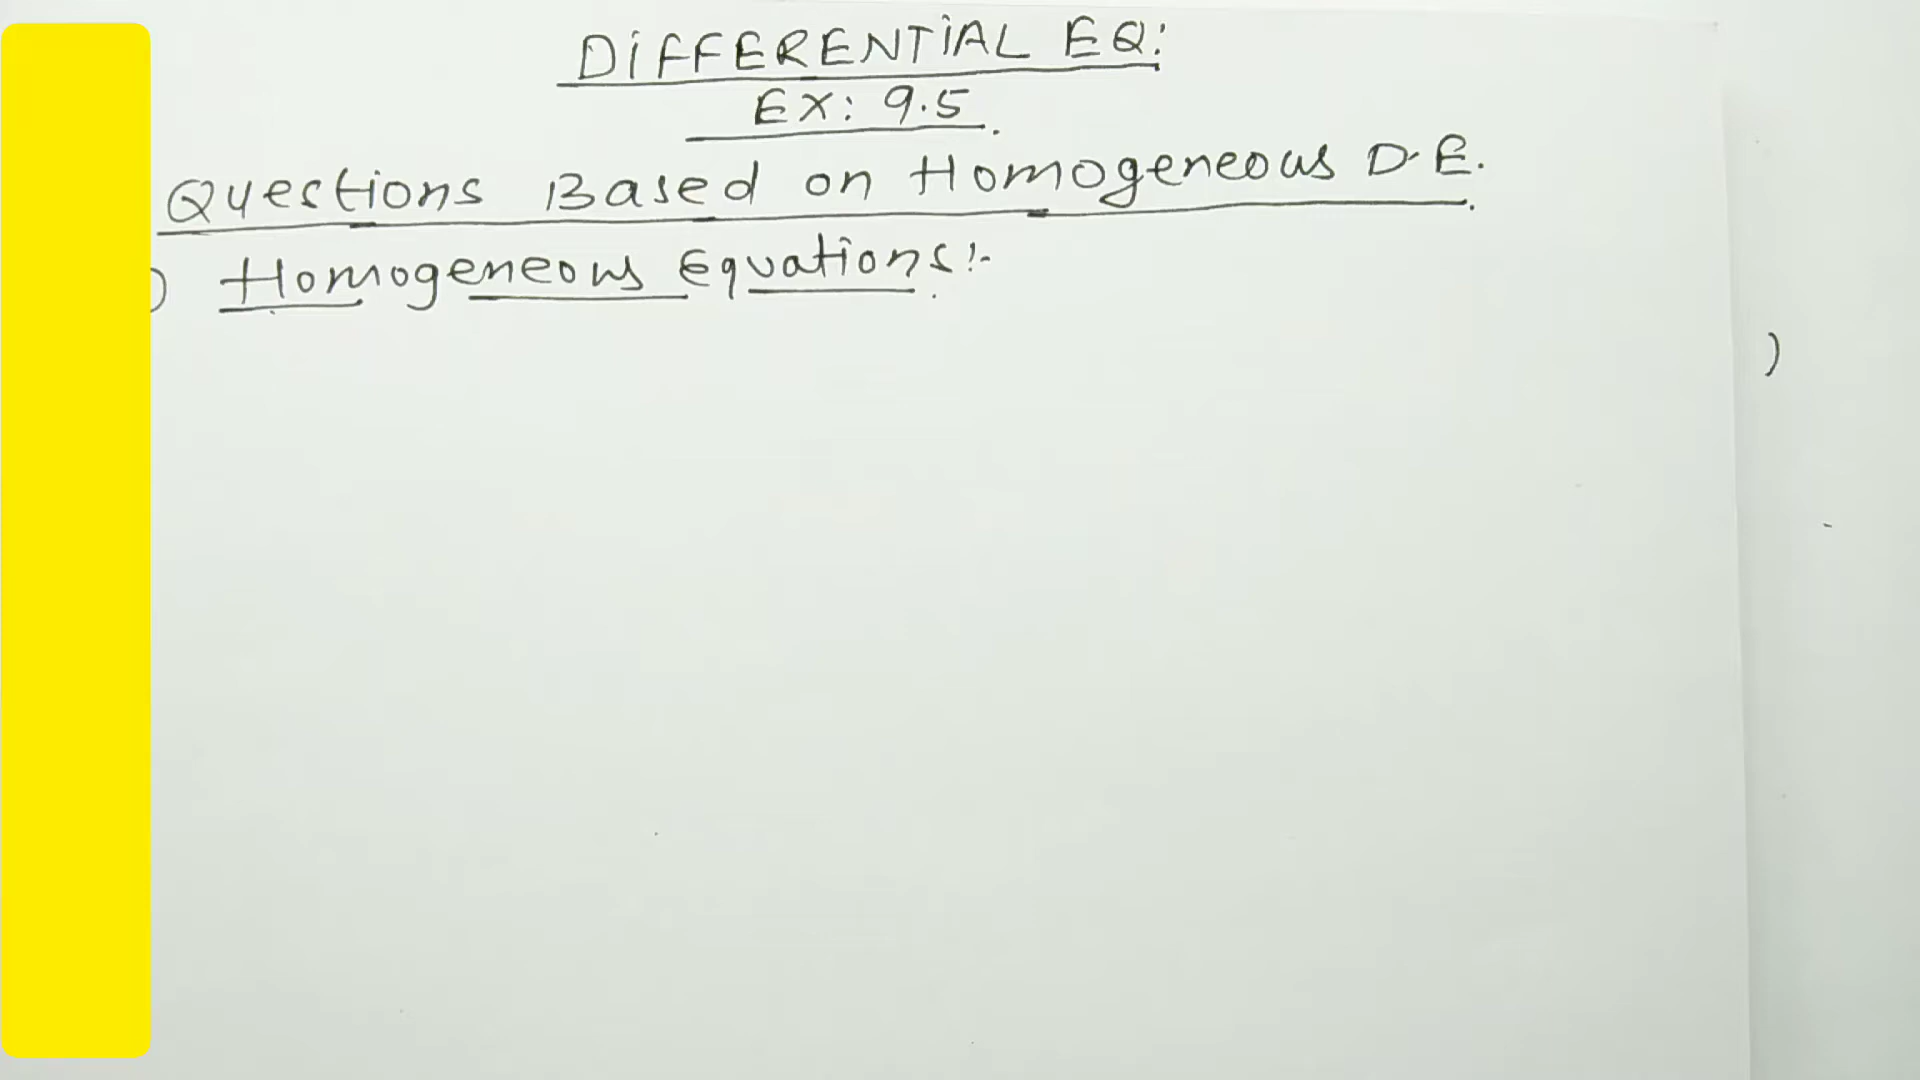 DIFFERENTIAL EQ:
EX: 9.5.
Questions Based on Homogeneous D.E.
) Homogeneous Equations:-
)